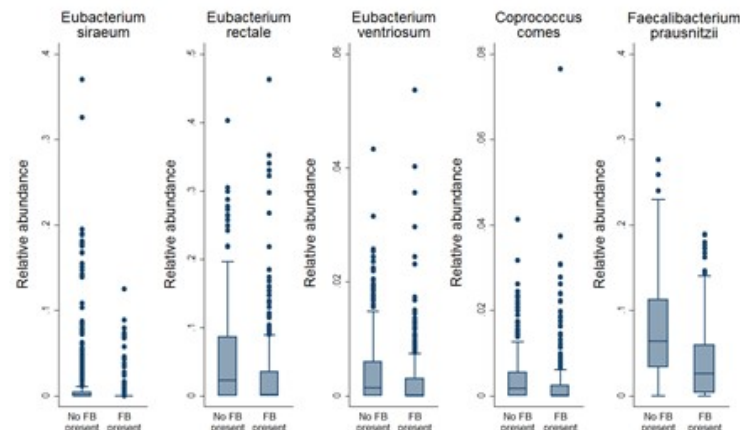 Eubacterium
siraeum
Eubacterium
rectale
Eubacterium
ventriosum
Coprococcus
comes
Faecalibacterium
prausnitzii
Relative abundance
.4
.3
.2
.1
0
No FB
present
FB
present
Relative abundance
.5
.4
.3
.2
.1
0
No FB
present
FB
present
Relative abundance
.06
.04
.02
0
No FB
present
FB
present
Relative abundance
.08
.06
.04
.02
0
No FB
present
FB
present
Relative abundance
.4
.3
.2
.1
0
No FB
present
FB
present